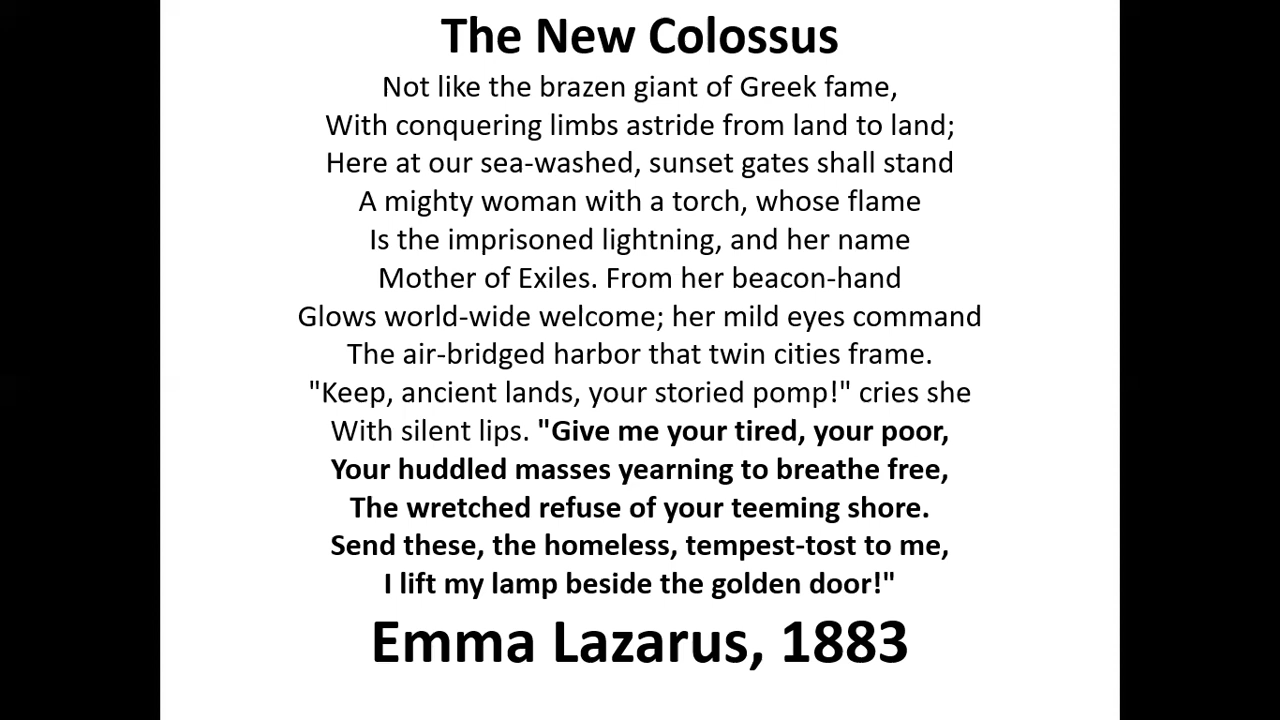 The New Colossus
Not like the brazen giant of Greek fame,
With conquering limbs astride from land to land;
Here at our sea-washed, sunset gates shall stand
A mighty woman with a torch, whose flame
Is the imprisoned lightning, and her name
Mother of Exiles. From her beacon-hand
Glows world-wide welcome; her mild eyes command
The air-bridged harbor that twin cities frame.
"Keep, ancient lands, your storied pomp!" cries she
With silent lips. "Give me your tired, your poor,
Your huddled masses yearning to breathe free,
The wretched refuse of your teeming shore.
Send these, the homeless, tempest-tost to me,
I lift my lamp beside the golden door!"
Emma Lazarus, 1883